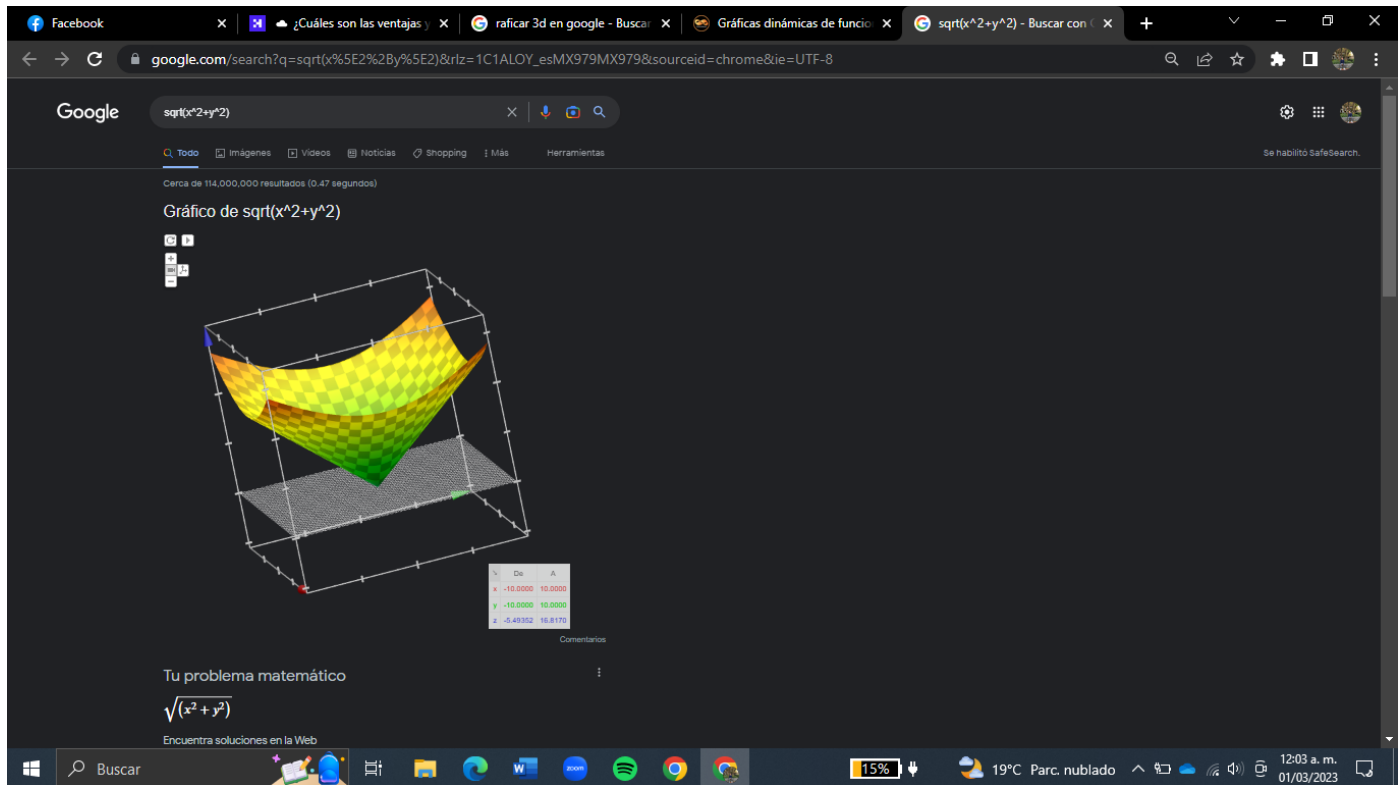 Facebook
¿Cuáles son las ventajas y
raficar 3d en google - Buscar
Gráficas dinámicas de funcio
sqrt(x^2+y^2) - Buscar con
google.com/search?q=sqrt(x%5E2%2By%5E2)&rlz=1C1ALOY_esMX979MX979&sourceid=chrome&ie=UTF-8
Google
sqrt(x^2+y^2)
Todo Imágenes Videos Noticias Shopping Más Herramientas
Se habilitó SafeSearch.
Cerca de 114,000,000 resultados (0.47 segundos)
Gráfico de sqrt(x^2+y^2)
De A
x -10.0000 10.0000
y -10.0000 10.0000
z -5.49352 16.8170
Comentarios
Tu problema matemático
√(x² + y²)
Encuentra soluciones en la Web
Buscar
zoom
15%
19°C Parc. nublado
12:03 a. m.
01/03/2023